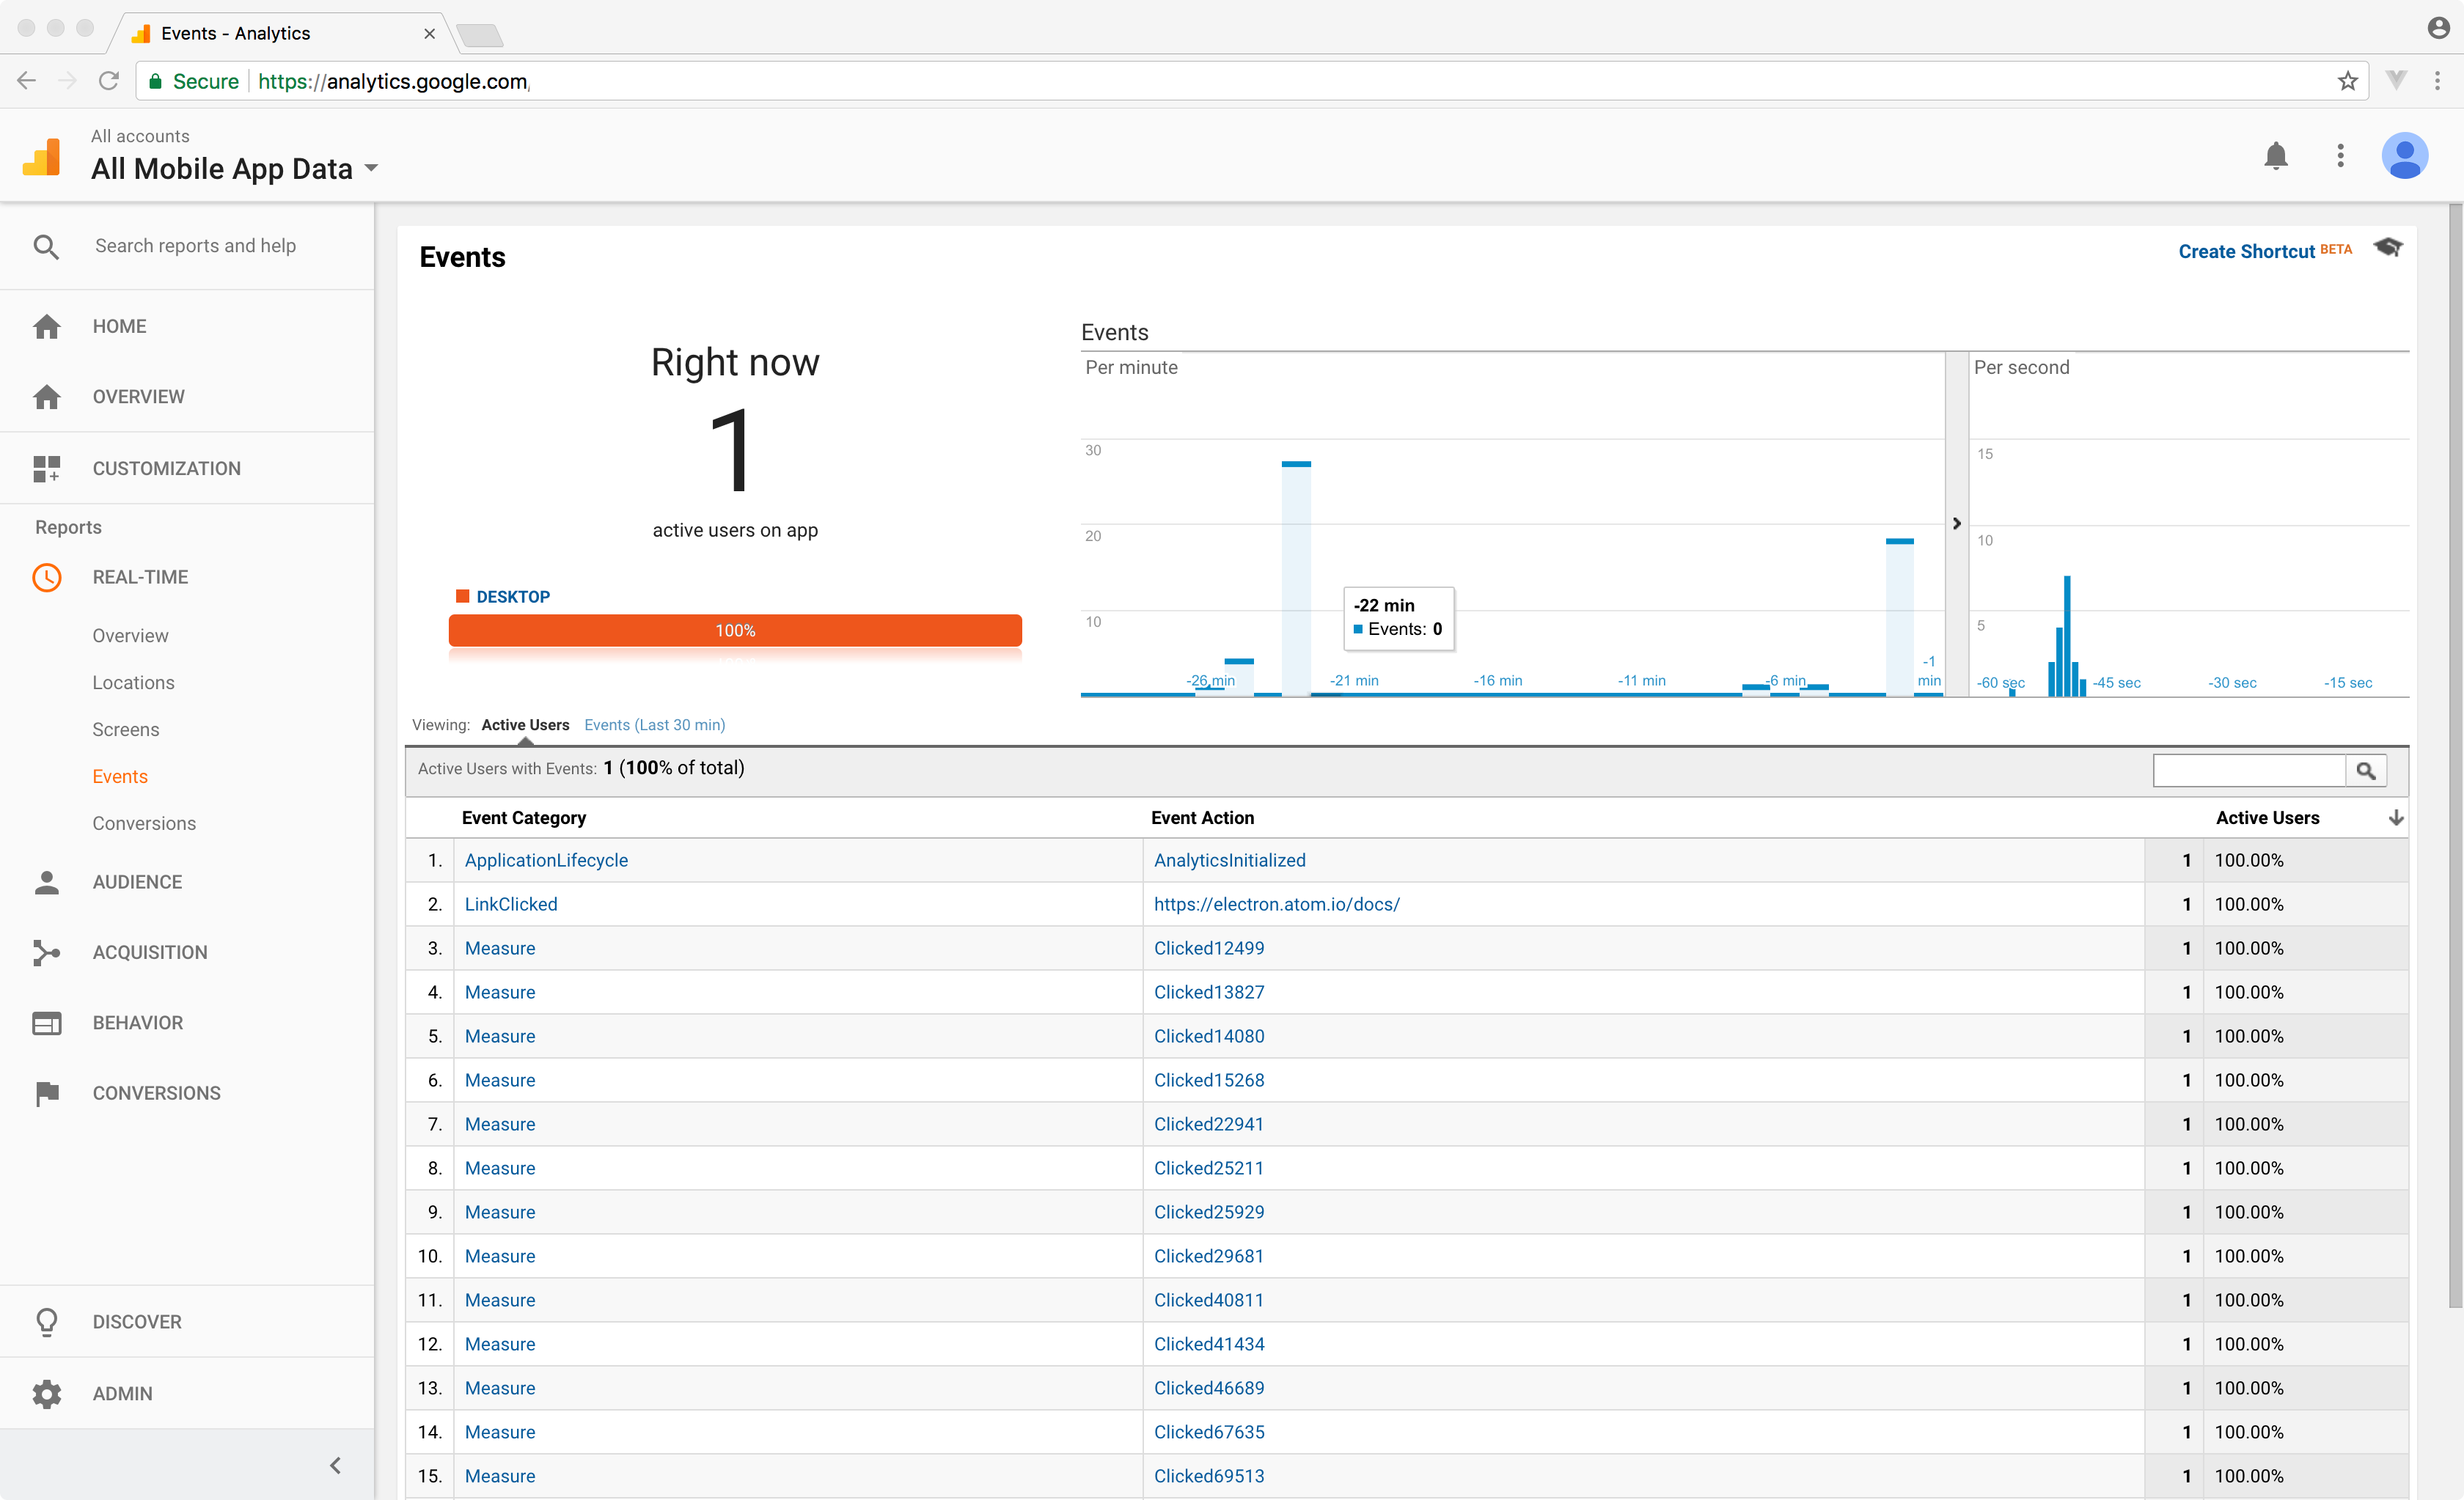 Events - Analytics
Secure https://analytics.google.com
All accounts
All Mobile App Data
Search reports and help
HOME
OVERVIEW
CUSTOMIZATION
Reports
REAL-TIME
Overview
Locations
Screens
Events
Conversions
AUDIENCE
ACQUISITION
BEHAVIOR
CONVERSIONS
DISCOVER
ADMIN
Events
Create Shortcut BETA
Right now
1
active users on app
DESKTOP
100%
Events
Per minute
30
20
10
-22 min
Events: 0
-26 min -21 min -16 min -11 min -6 min -1 min
Per second
15
10
5
-60 sec -45 sec -30 sec -15 sec
Viewing: Active Users Events (Last 30 min)
Active Users with Events: 1 (100% of total)
Event Category Event Action Active Users
1. ApplicationLifecycle AnalyticsInitialized 1 100.00%
2. LinkClicked https://electron.atom.io/docs/ 1 100.00%
3. Measure Clicked12499 1 100.00%
4. Measure Clicked13827 1 100.00%
5. Measure Clicked14080 1 100.00%
6. Measure Clicked15268 1 100.00%
7. Measure Clicked22941 1 100.00%
8. Measure Clicked25211 1 100.00%
9. Measure Clicked25929 1 100.00%
10. Measure Clicked29681 1 100.00%
11. Measure Clicked40811 1 100.00%
12. Measure Clicked41434 1 100.00%
13. Measure Clicked46689 1 100.00%
14. Measure Clicked67635 1 100.00%
15. Measure Clicked69513 1 100.00%